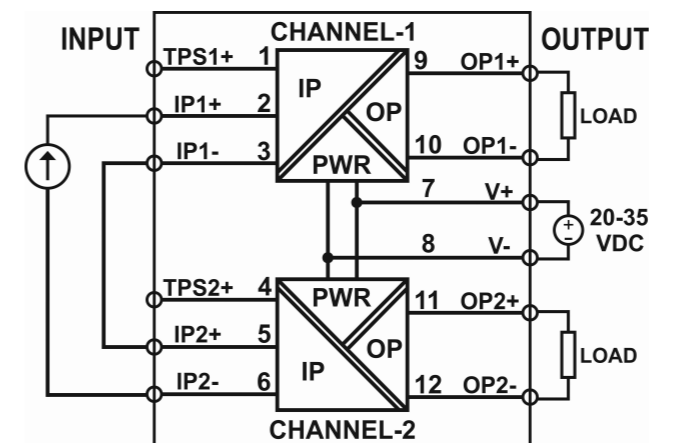 CHANNEL-1
INPUT
OUTPUT
TPS1+ 1
9 OP1+
IP
IP1+ 2
OP
LOAD
IP1- 3
10 OP1-
PWR
7 V+
20-35
+
-
VDC
8 V-
TPS2+ 4
PWR
11 OP2+
IP2+ 5
OP
LOAD
IP
IP2- 6
12 OP2-
CHANNEL-2